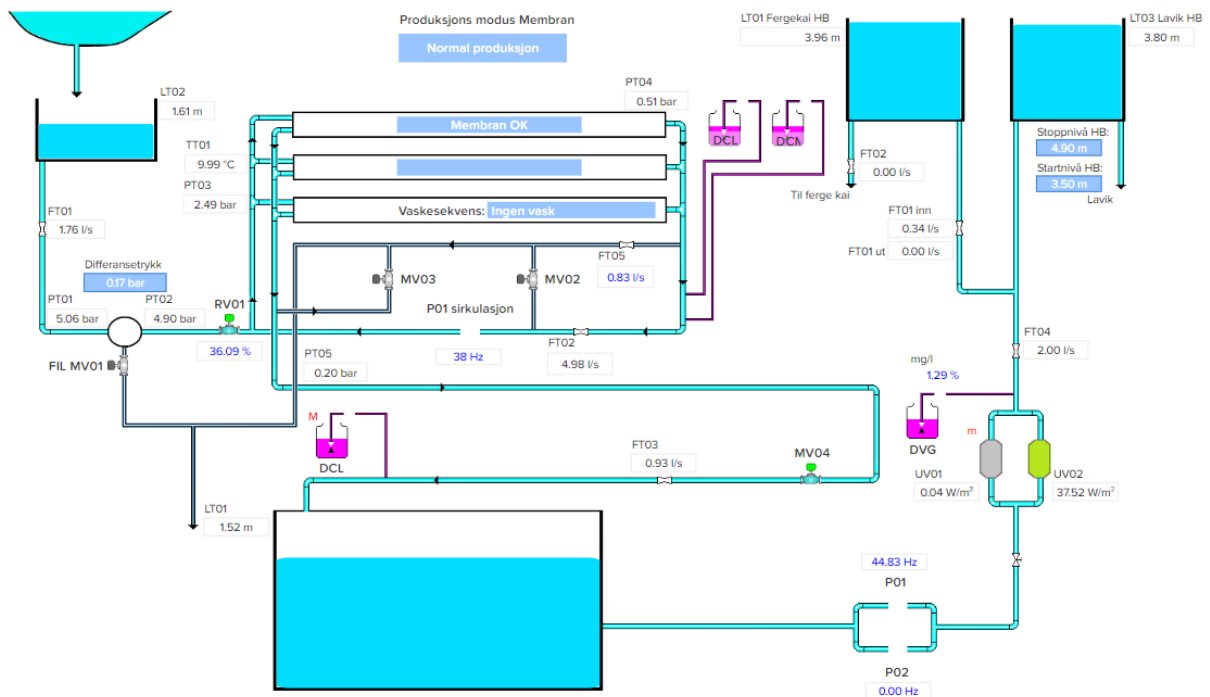 Produksjons modus Membran
Normal produksjon
LT01 Fergekai HB
3.96 m
LT03 Lavik HB
3.80 m
LT02
1.61 m
PT04
0.51 bar
Membran OK
DCL
DCM
TT01
9.99 °C
PT03
2.49 bar
Stoppnivå HB:
4.90 m
Startnivå HB:
3.50 m
Lavik
FT02
0.00 l/s
Til ferge kai
Vaskesekvens: Ingen vask
FT01
1.76 l/s
FT01 inn
0.34 l/s
FT01 ut 0.00 l/s
FT05
0.83 l/s
Differansetrykk
0.17 bar
MV03
MV02
PT01
5.06 bar
PT02
4.90 bar
RV01
36.09 %
P01 sirkulasjon
38 Hz
FT02
4.98 l/s
FT04
2.00 l/s
FIL MV01
PT05
0.20 bar
mg/l
1.29 %
M
DCL
DVG
m
FT03
0.93 l/s
MV04
UV01
0.04 W/m²
UV02
37.52 W/m²
LT01
1.52 m
44.83 Hz
P01
P02
0.00 Hz